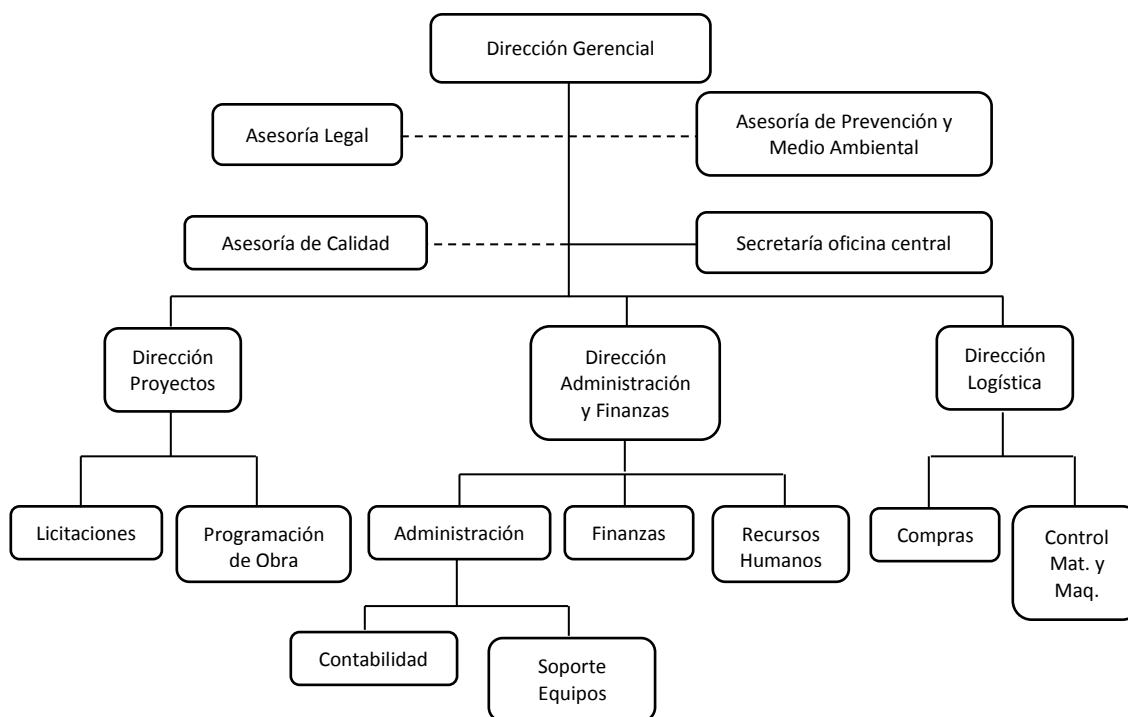 Dirección Gerencial
Asesoría Legal
Asesoría de Prevención y
Medio Ambiental
Asesoría de Calidad
Secretaría oficina central
Dirección
Proyectos
Dirección
Administración
y Finanzas
Dirección
Logística
Licitaciones
Programación
de Obra
Administración
Finanzas
Recursos
Humanos
Compras
Control
Mat. y
Maq.
Contabilidad
Soporte
Equipos